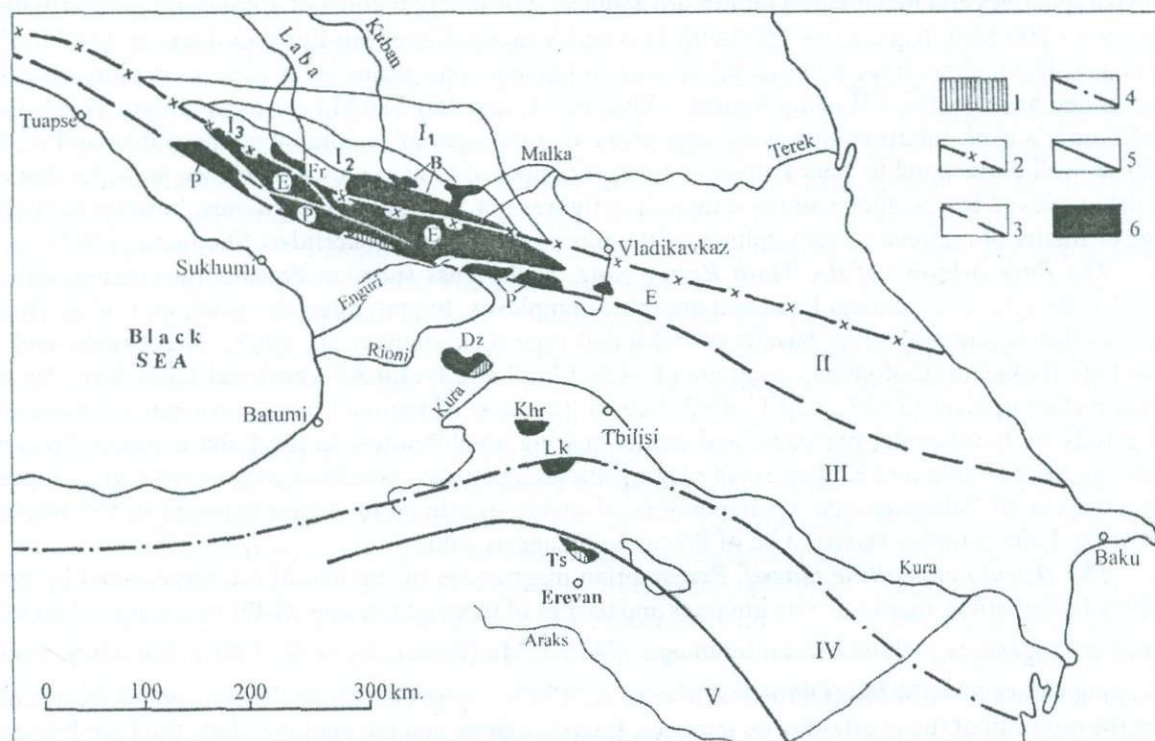 Laba
Kuban
1
4
2
5
3
6
Tuapse
I3
I2
I1
Malka
Terek
Fr
B
P
E
P
E
Vladikavkaz
Sukhumi
Enguri
P
E
Black
SEA
Rioni
Dz
II
Batumi
Kura
Khr
Tbilisi
Lk
III
Baku
Ts
Kura
Erevan
Araks
IV
V
0 100 200 300 km.